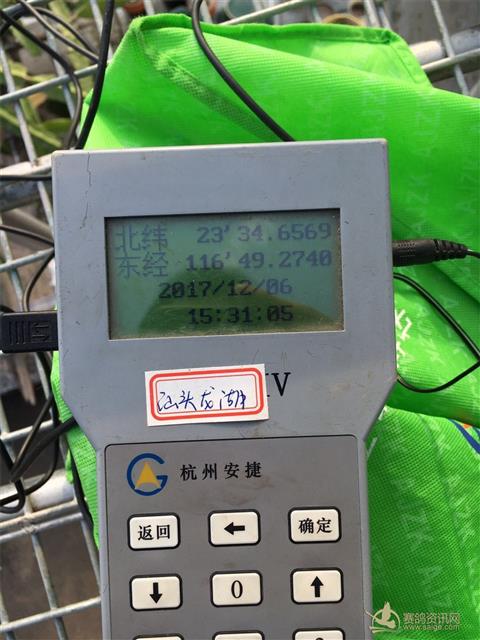 北纬 23'34.6569
东经 116'49.2740
2017/12/06
15:31:05
IV
汕头龙湖
杭州安捷
返回 ← 确定
↓ 0 ↑
赛鸽资讯网
www.saige.com